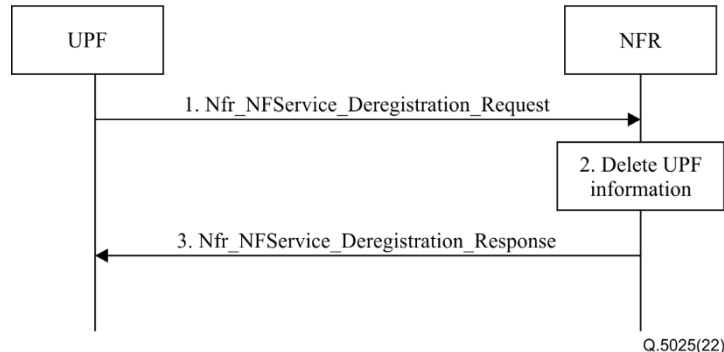 UPF
NFR
1. Nfr_NFService_Deregistration_Request
2. Delete UPF
information
3. Nfr_NFService_Deregistration_Response
Q.5025(22)